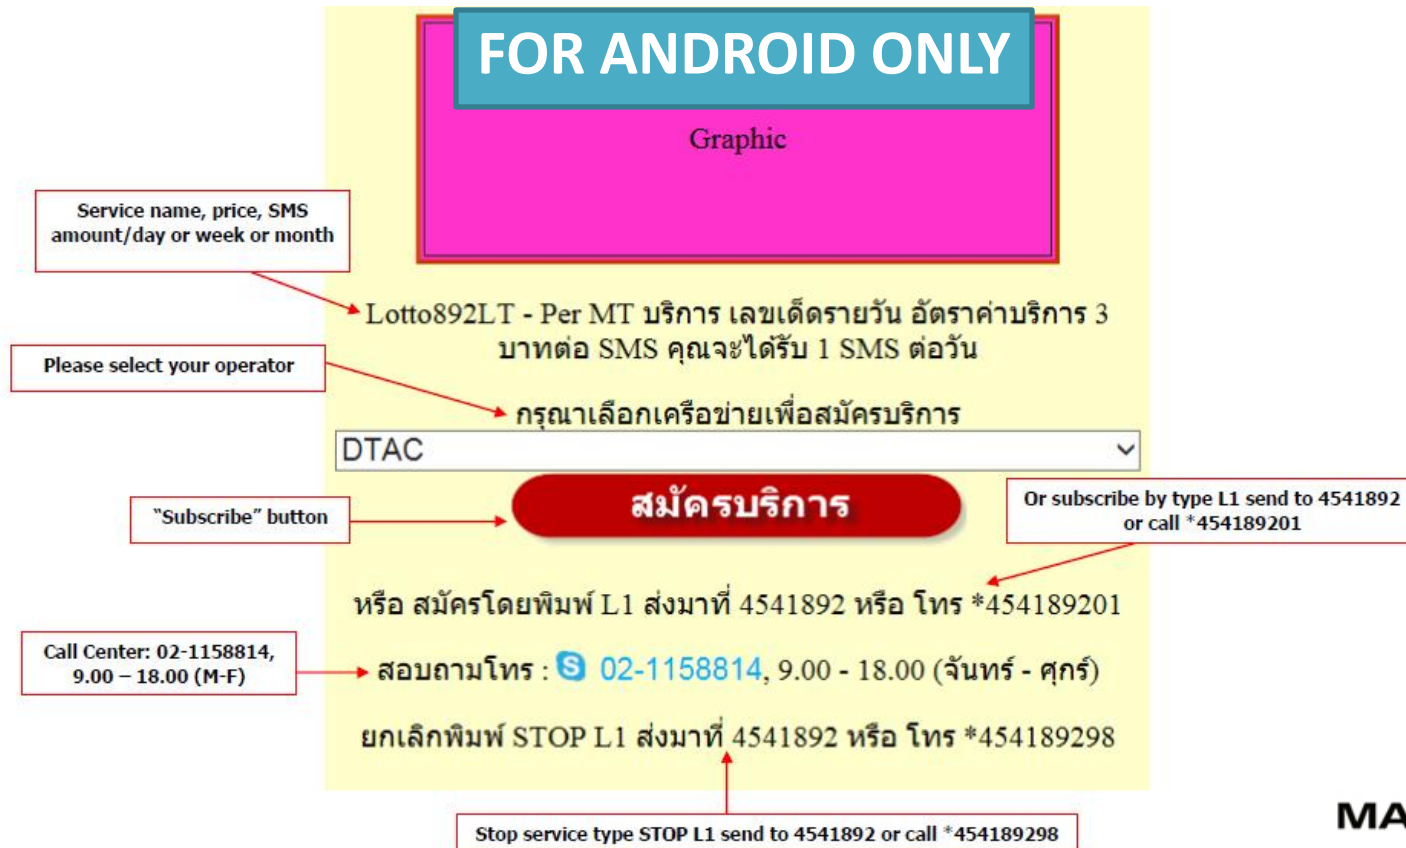 FOR ANDROID ONLY
Graphic
Service name, price, SMS
amount/day or week or month
Lotto892LT - Per MT บริการ เลขเด็ดรายวัน อัตราค่าบริการ 3
บาทต่อ SMS คุณจะได้รับ 1 SMS ต่อวัน
Please select your operator
กรุณาเลือกเครือข่ายเพื่อสมัครบริการ
DTAC
"Subscribe" button
สมัครบริการ
Or subscribe by type L1 send to 4541892
or call *454189201
หรือ สมัครโดยพิมพ์ L1 ส่งมาที่ 4541892 หรือ โทร *454189201
Call Center: 02-1158814,
9.00 – 18.00 (M-F)
สอบถามโทร : S 02-1158814, 9.00 - 18.00 (จันทร์ - ศุกร์)
ยกเลิกพิมพ์ STOP L1 ส่งมาที่ 4541892 หรือ โทร *454189298
Stop service type STOP L1 send to 4541892 or call *454189298
MA